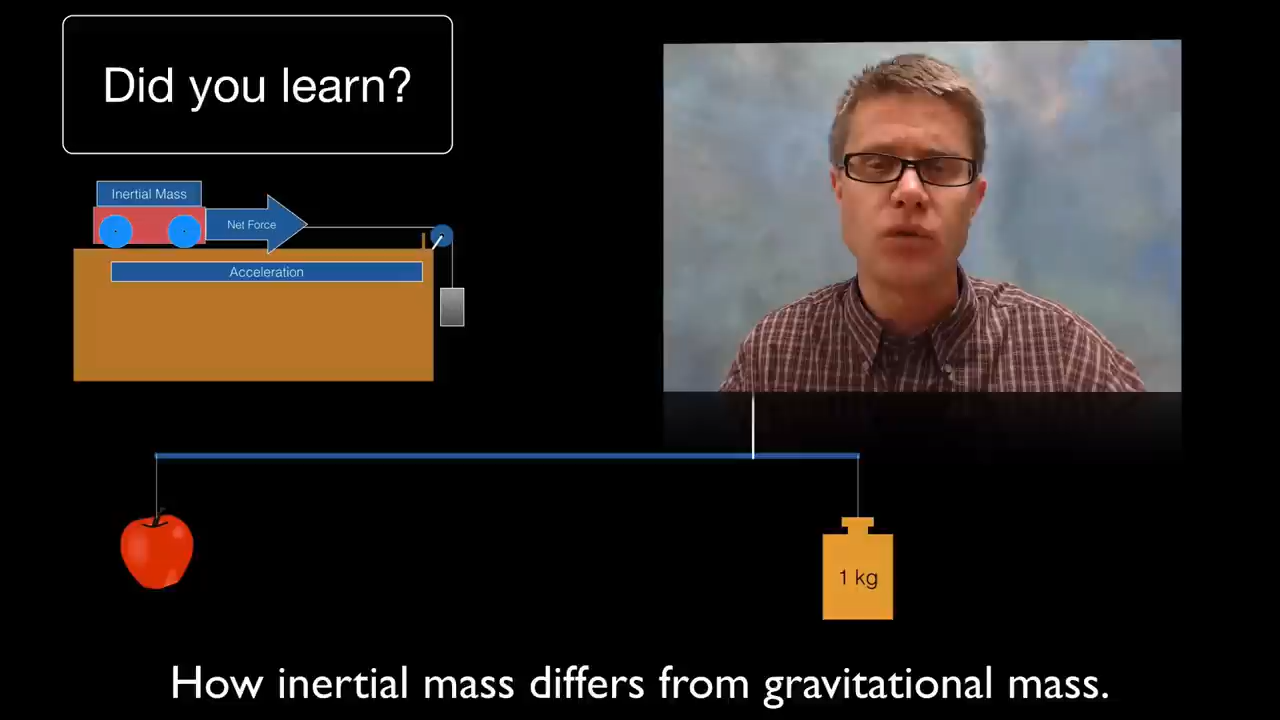 Did you learn?
Inertial Mass
Net Force
Acceleration
1 kg
How inertial mass differs from gravitational mass.